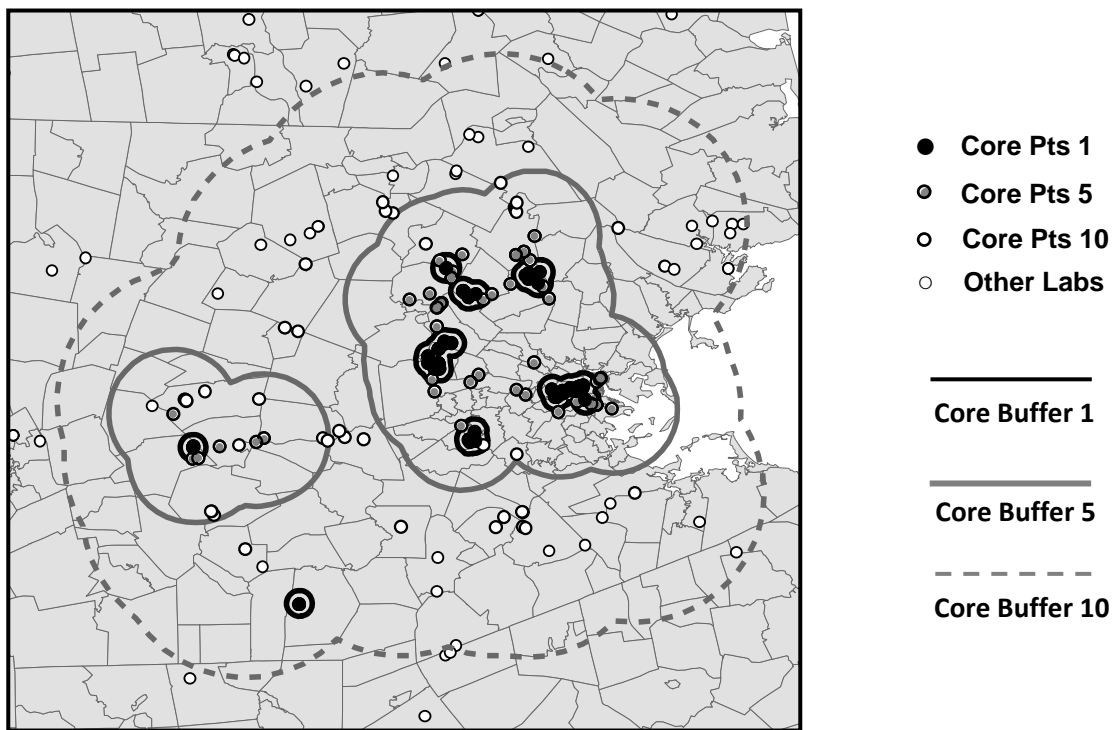 Core Pts 1
Core Pts 5
Core Pts 10
Other Labs
Core Buffer 1
Core Buffer 5
Core Buffer 10